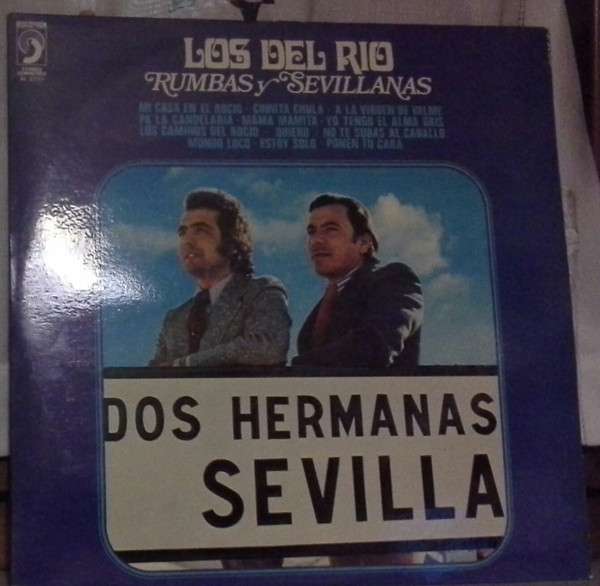 LOS DEL RIO
RUMBAS y SEVILLANAS
MI CASA EN EL ROCIO · CUÑITA CHULA · A LA VIRGEN DE VALME
PA LA CANDELARIA · MAMA MAMITA · YO TENGO EL ALMA GRIS
LOS CAMINOS DEL ROCIO · QUIERO · NO TE SUBAS AL CABALLO
MUNDO LOCO · ESTOY SOLO · PONEN TU CARA
DOS HERMANAS
SEVILLA